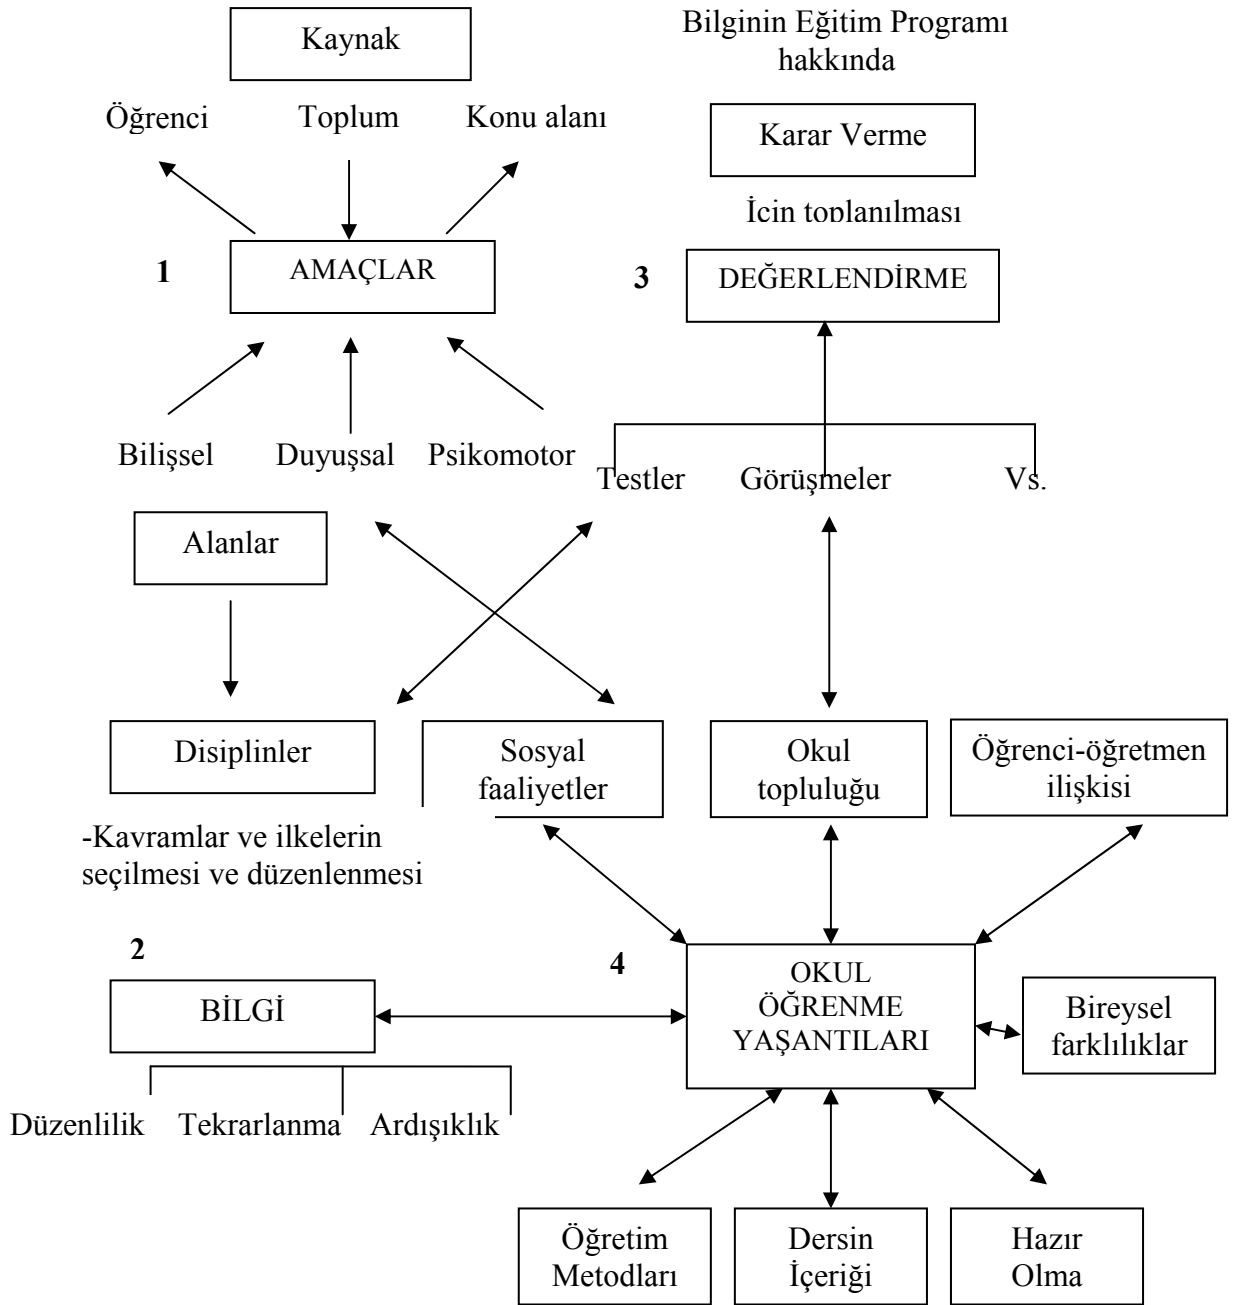 Kaynak
Öğrenci
Toplum
Konu alanı
1
AMAÇLAR
Bilişsel
Duyuşsal
Psikomotor
Alanlar
Bilginin Eğitim Programı
hakkında
Karar Verme
İçin toplanılması
3
DEĞERLENDİRME
Testler
Görüşmeler
Vs.
Disiplinler
Sosyal
faaliyetler
Okul
topluluğu
Öğrenci-öğretmen
ilişkisi
-Kavramlar ve ilkelerin
seçilmesi ve düzenlenmesi
2
BİLGİ
Düzenlilik
Tekrarlanma
Ardışıklık
4
OKUL
ÖĞRENME
YAŞANTILARI
Bireysel
farklılıklar
Öğretim
Metodları
Dersin
İçeriği
Hazır
Olma